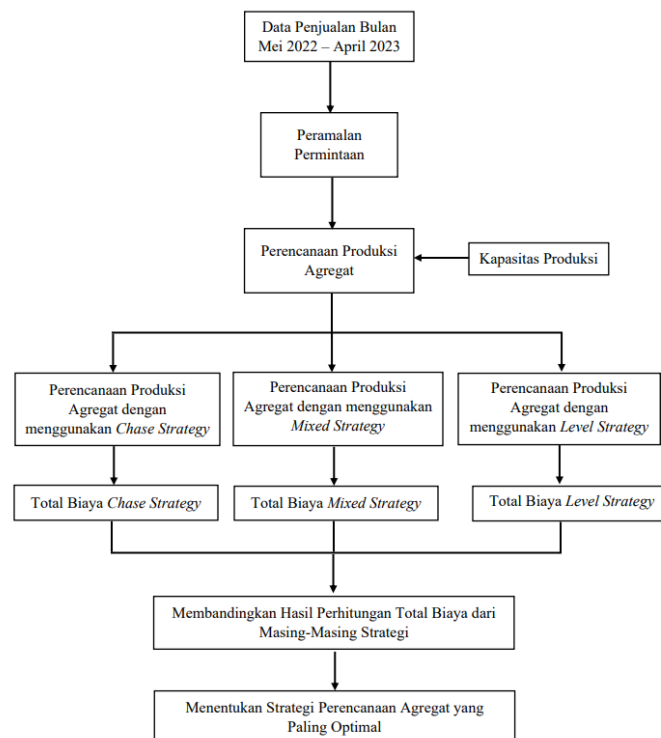 Data Penjualan Bulan
Mei 2022 – April 2023
Peramalan
Permintaan
Perencanaan Produksi
Agregat
Kapasitas Produksi
Perencanaan Produksi
Agregat dengan
menggunakan Chase Strategy
Perencanaan Produksi
Agregat dengan menggunakan
Mixed Strategy
Perencanaan Produksi
Agregat dengan
menggunakan Level Strategy
Total Biaya Chase Strategy
Total Biaya Mixed Strategy
Total Biaya Level Strategy
Membandingkan Hasil Perhitungan Total Biaya dari
Masing-Masing Strategi
Menentukan Strategi Perencanaan Agregat yang
Paling Optimal